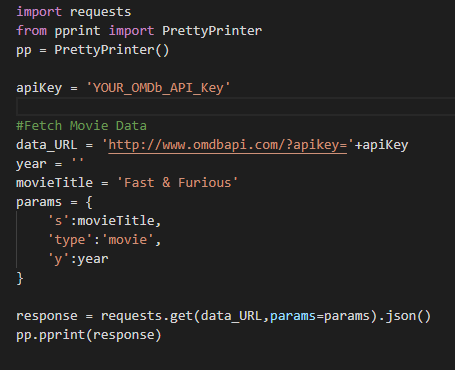 import requests
from pprint import PrettyPrinter
pp = PrettyPrinter()
apiKey = 'YOUR_OMDb_API_Key'
#Fetch Movie Data
data_URL = 'http://www.omdbapi.com/?apikey='+apiKey
year = ''
movieTitle = 'Fast & Furious'
params = {
    's':movieTitle,
    'type':'movie',
    'y':year
}
response = requests.get(data_URL,params=params).json()
pp.pprint(response)